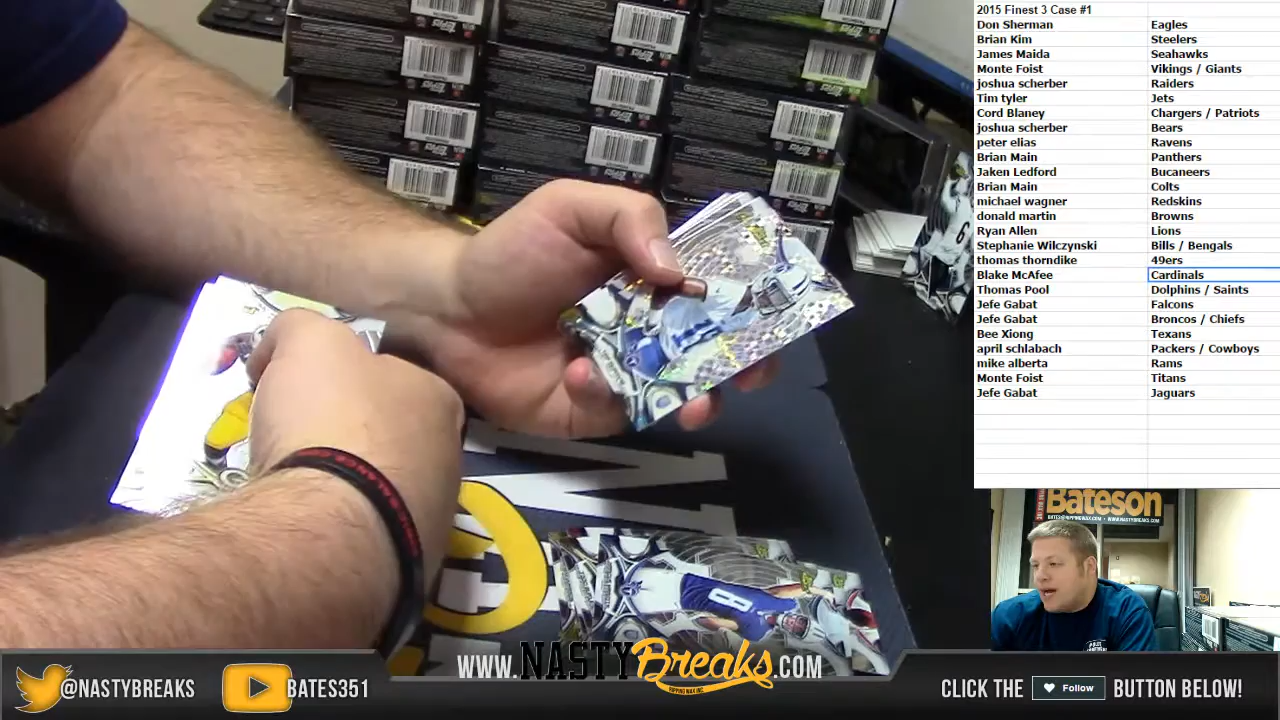 2015 Finest 3 Case #1
Don Sherman Eagles
Brian Kim Steelers
James Maida Seahawks
Monte Foist Vikings / Giants
joshua scherber Raiders
Tim tyler Jets
Cord Blaney Chargers / Patriots
joshua scherber Bears
peter elias Ravens
Brian Main Panthers
Jaken Ledford Bucaneers
Brian Main Colts
michael wagner Redskins
donald martin Browns
Ryan Allen Lions
Stephanie Wilczynski Bills / Bengals
thomas thorndike 49ers
Blake McAfee Cardinals
Thomas Pool Dolphins / Saints
Jefe Gabat Falcons
Jefe Gabat Broncos / Chiefs
Bee Xiong Texans
april schlabach Packers / Cowboys
mike alberta Rams
Monte Foist Titans
Jefe Gabat Jaguars
Bateson
8
@NASTYBREAKS
BATES351
WWW.NASTYBreaks.COM
RIPPING WAX INC.
CLICK THE Follow BUTTON BELOW!